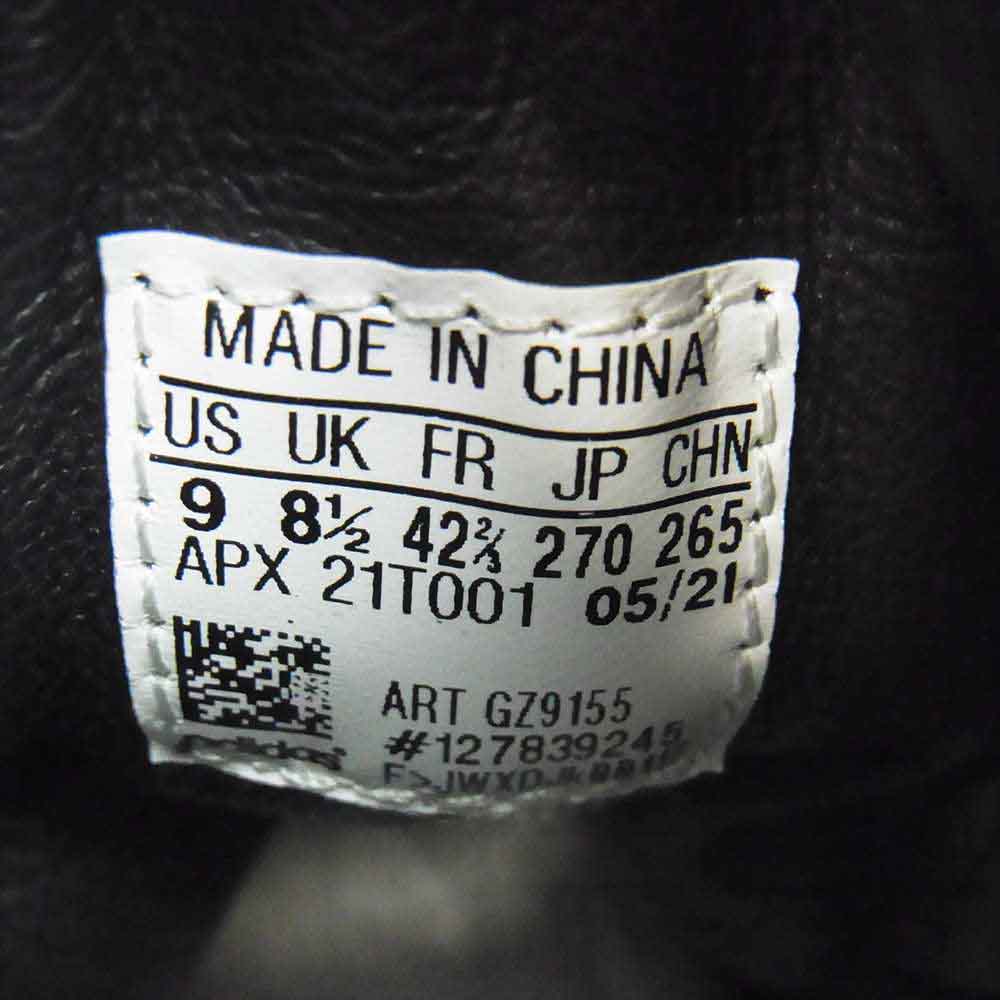 MADE IN CHINA
US UK FR JP CHN
9 8½ 42⅔ 270 265
APX 21T001 05/21
ART GZ9155
adidas #127839245